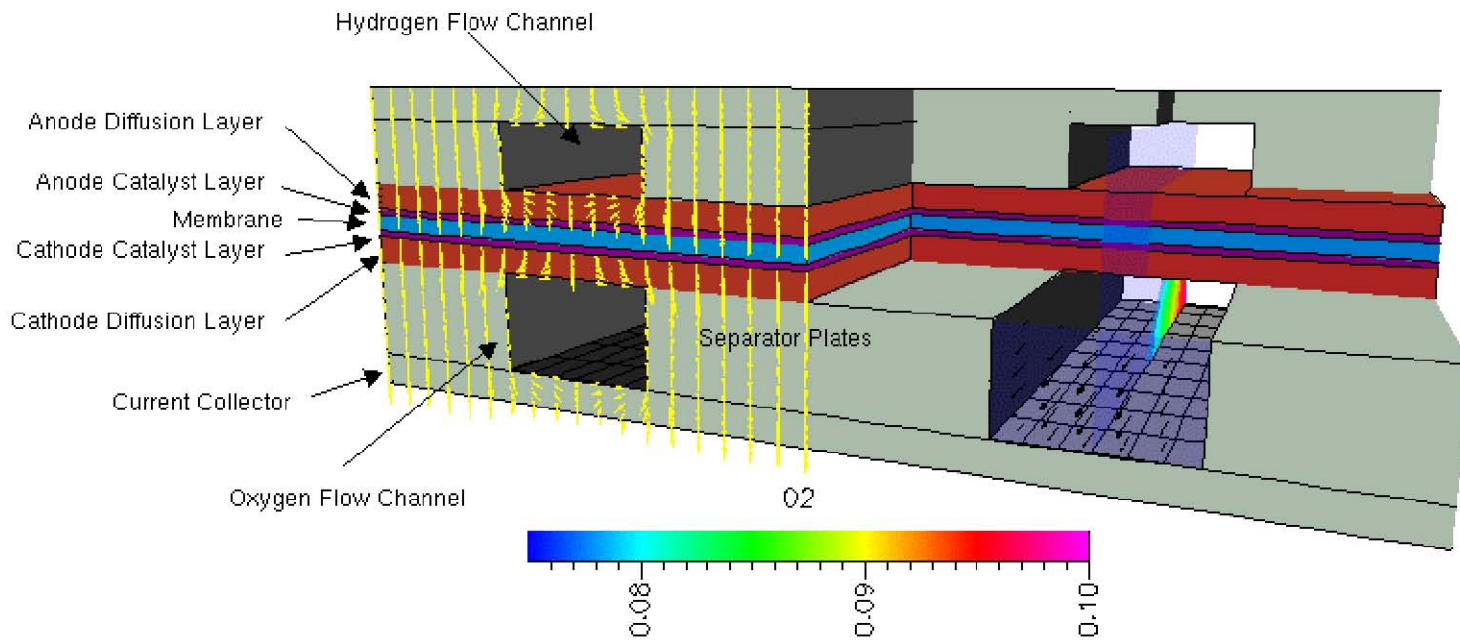 Hydrogen Flow Channel
Anode Diffusion Layer
Anode Catalyst Layer
Membrane
Cathode Catalyst Layer
Cathode Diffusion Layer
Separator Plates
Current Collector
Oxygen Flow Channel
O2
0.08
0.09
0.10